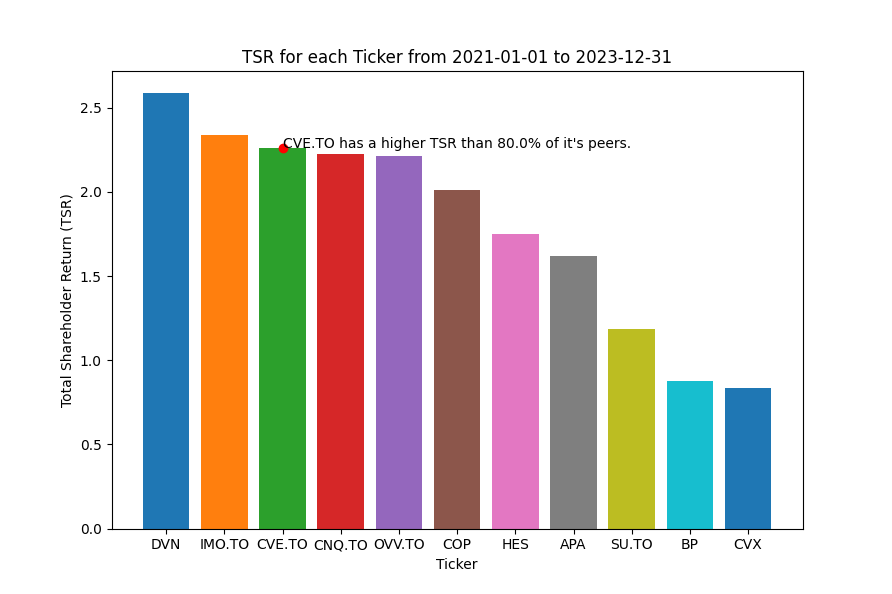 TSR for each Ticker from 2021-01-01 to 2023-12-31
Total Shareholder Return (TSR)
2.5
2.0
1.5
1.0
0.5
0.0
CVE.TO has a higher TSR than 80.0% of it's peers.
DVN IMO.TO CVE.TO CNQ.TO OVV.TO COP HES APA SU.TO BP CVX
Ticker